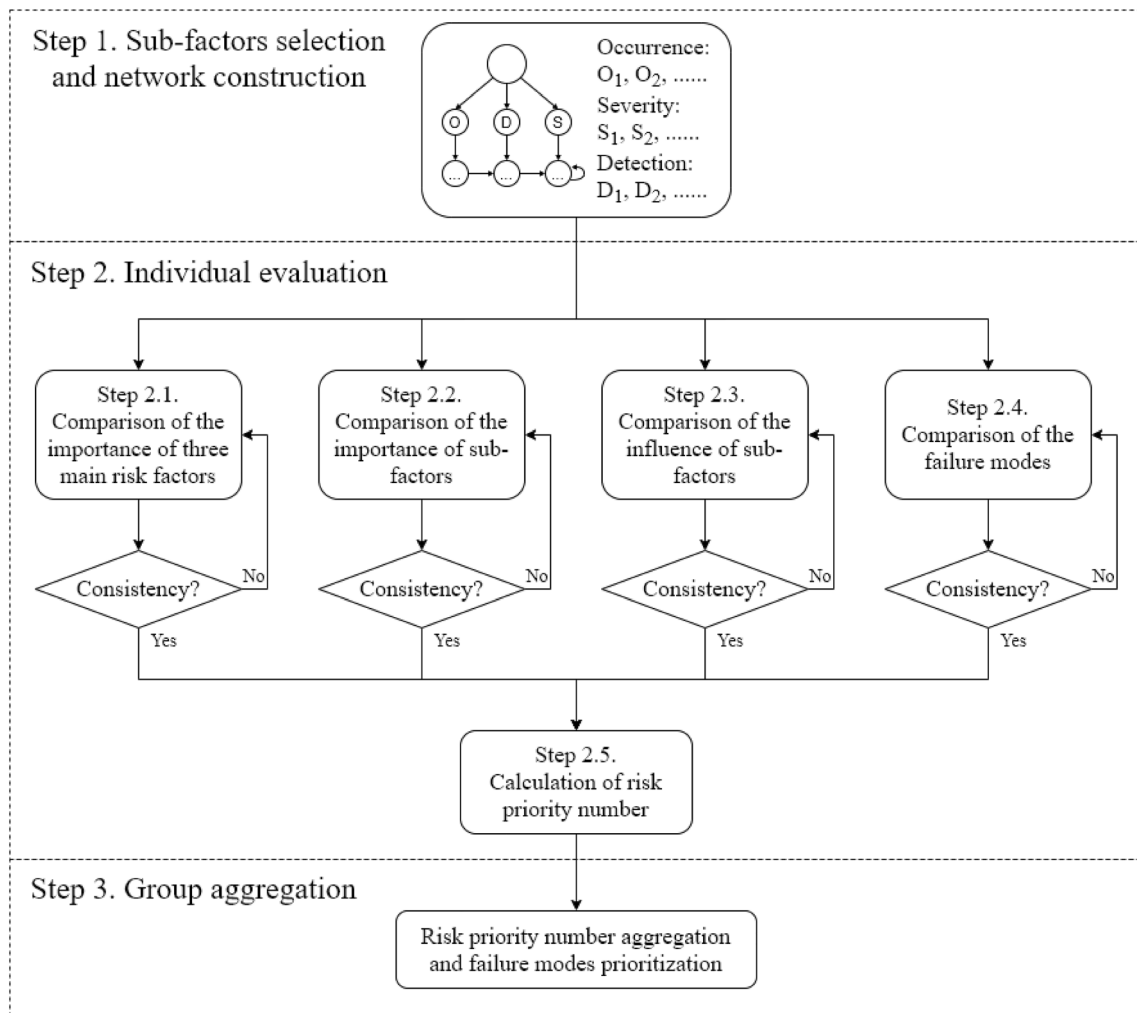 Step 1. Sub-factors selection
and network construction
O
D
S
...
...
...
Occurrence:
O1, O2, ......
Severity:
S1, S2, ......
Detection:
D1, D2, ......
Step 2. Individual evaluation
Step 2.1.
Comparison of the
importance of three
main risk factors
Step 2.2.
Comparison of the
importance of sub-
factors
Step 2.3.
Comparison of the
influence of sub-
factors
Step 2.4.
Comparison of the
failure modes
Consistency?
No
Yes
Consistency?
No
Yes
Consistency?
No
Yes
Consistency?
No
Yes
Step 2.5.
Calculation of risk
priority number
Step 3. Group aggregation
Risk priority number aggregation
and failure modes prioritization